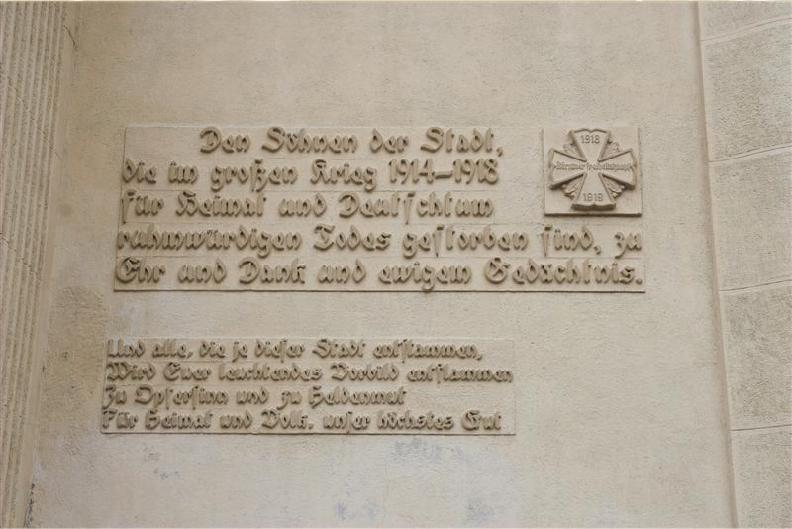 Den Söhnen der Stadt,
die im großen Krieg 1914–1918
für Heimat und Deutschtum
ruhmwürdigen Todes gestorben sind, zu
Ehr und Dank und ewigem Gedächtnis.
1918
1919
Und alle, die je dieser Stadt entstammen,
Wird Euer leuchtendes Vorbild entflammen
Zu Opfersinn und zu Heldenmut
Für Heimat und Volk, unser höchstes Gut